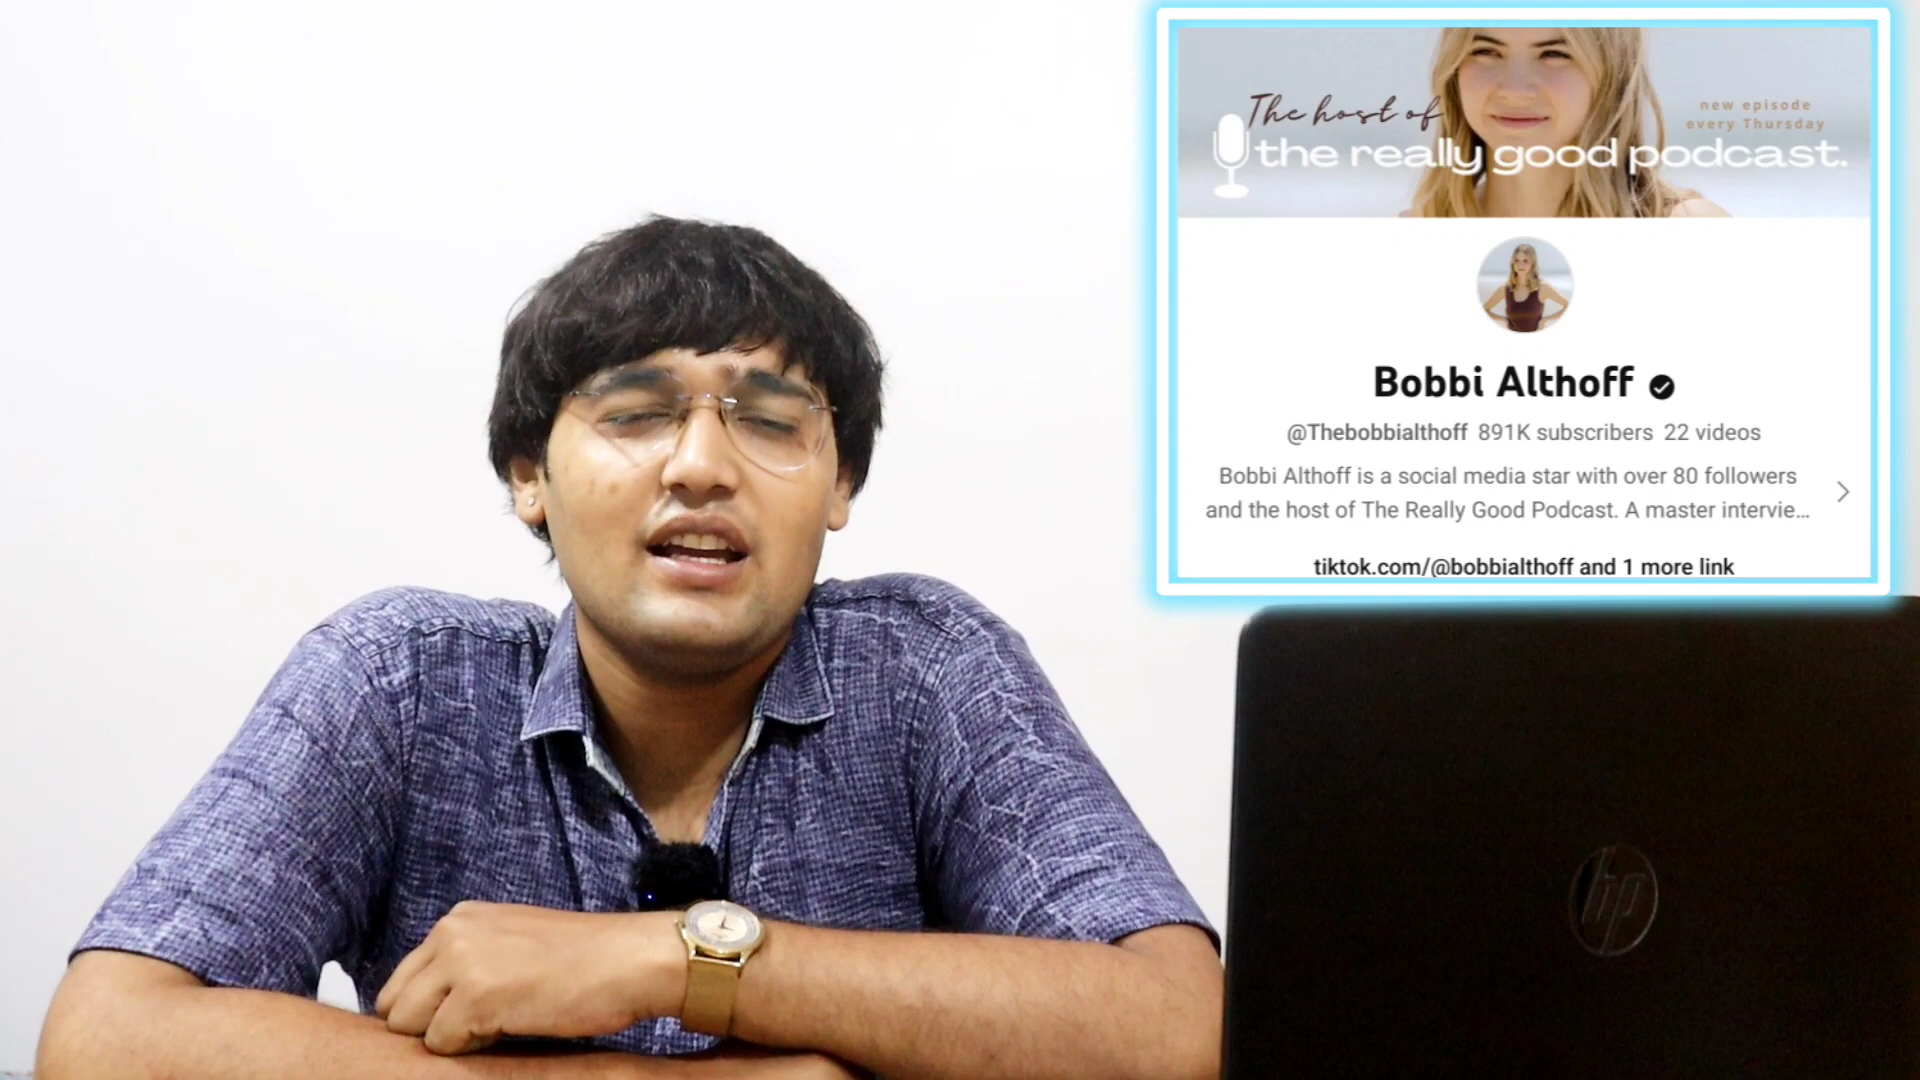 The host of
new episode
every Thursday
the really good podcast.
Bobbi Althoff
@Thebobbialthoff 891K subscribers 22 videos
Bobbi Althoff is a social media star with over 80 followers
and the host of The Really Good Podcast. A master intervie...
tiktok.com/@bobbialthoff and 1 more link
hp